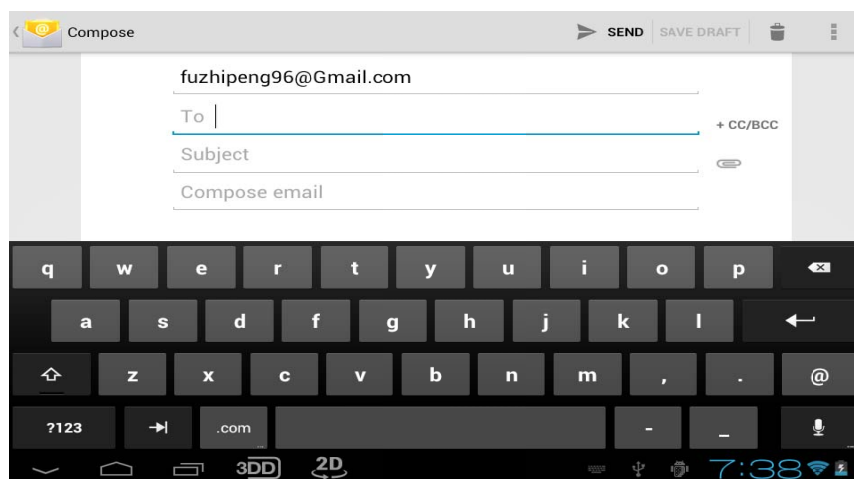 Compose SEND SAVE DRAFT
fuzhipeng96@Gmail.com
To
+ CC/BCC
Subject
Compose email
q w e r t y u i o p
a s d f g h j k l
z x c v b n m , . @
?123 .com - _
3DD 2D 7:38